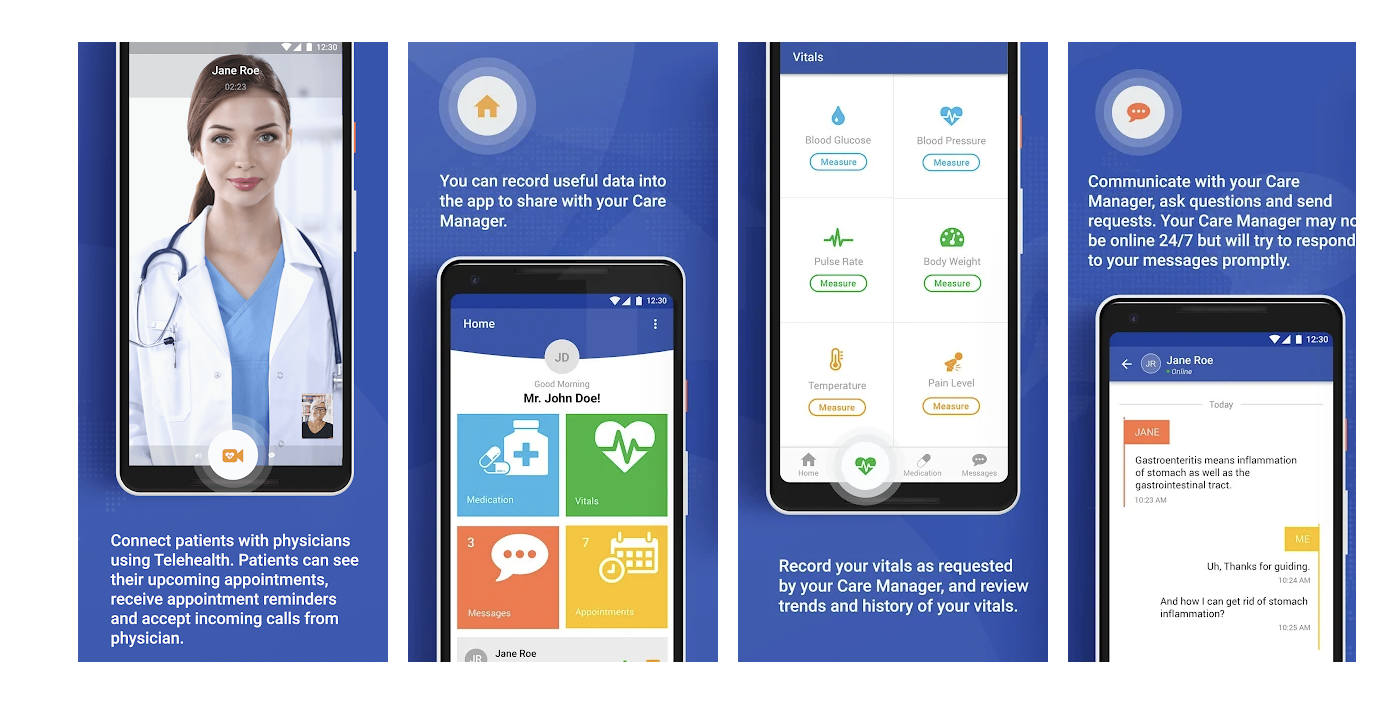 12:30
Jane Roe
02:23
Connect patients with physicians
using Telehealth. Patients can see
their upcoming appointments,
receive appointment reminders
and accept incoming calls from
physician.
You can record useful data into
the app to share with your Care
Manager.
12:30
Home
JD
Good Morning
Mr. John Doe!
Medication
Vitals
3
Messages
7
Appointments
JR
Jane Roe
Vitals
Blood Glucose
Measure
Blood Pressure
Measure
Pulse Rate
Measure
Body Weight
Measure
Temperature
Measure
Pain Level
Measure
Home
Medication
Messages
Record your vitals as requested
by your Care Manager, and review
trends and history of your vitals.
Communicate with your Care
Manager, ask questions and send
requests. Your Care Manager may no
be online 24/7 but will try to respond
to your messages promptly.
12:30
JR
Jane Roe
Online
Today
JANE
Gastroenteritis means inflammation
of stomach as well as the
gastrointestinal tract.
10:23 AM
ME
Uh, Thanks for guiding.
10:24 AM
And how I can get rid of stomach
inflammation?
10:25 AM